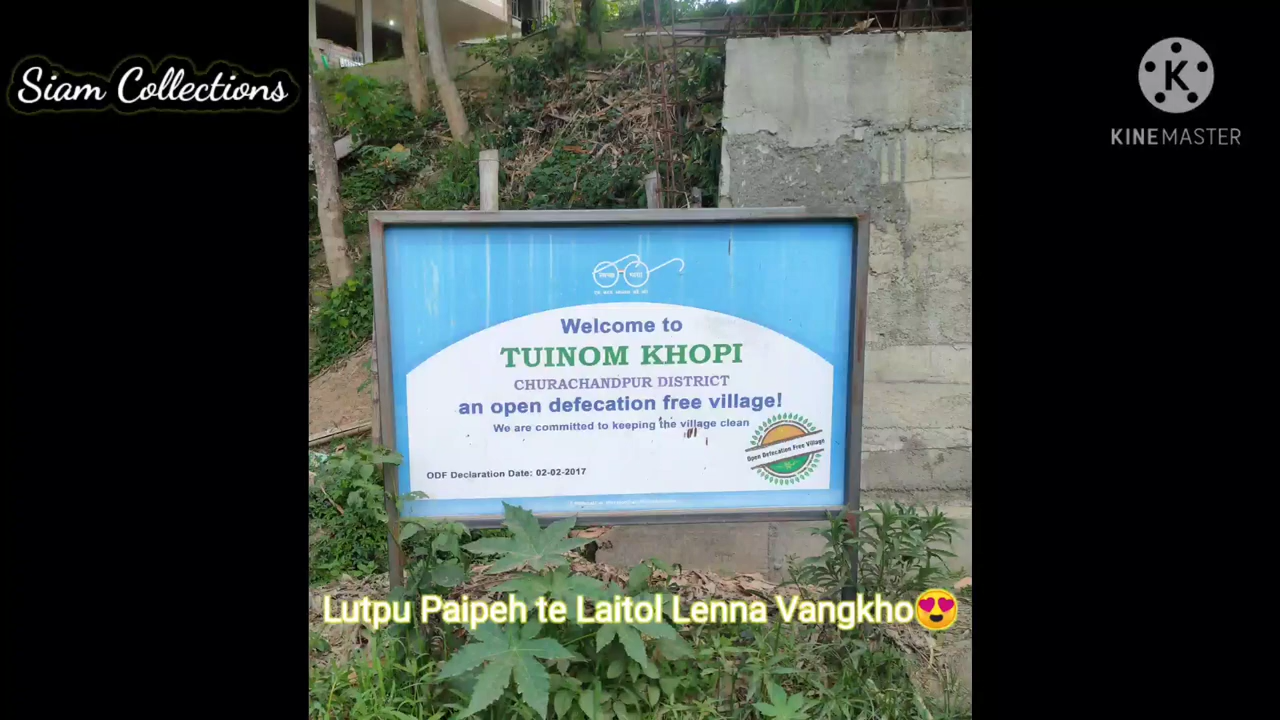 Siam Collections
KINEMASTER
Welcome to
TUINOM KHOPI
CHURACHANDPUR DISTRICT
an open defecation free village!
We are committed to keeping the village clean
Open Defecation Free Village
ODF Declaration Date: 02-02-2017
Lutpu Paipeh te Laitol Lenna Vangkho😍